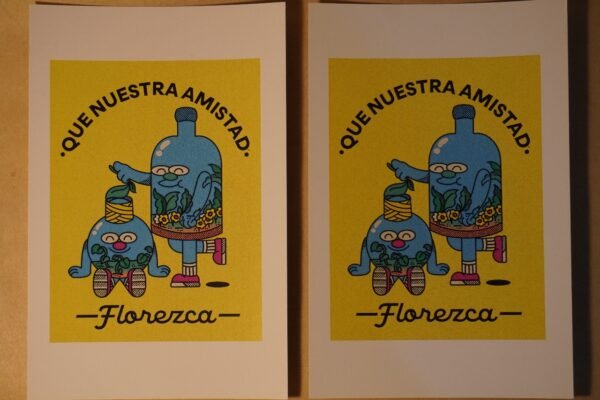 ·QUE NUESTRA AMISTAD·
—Florezca—
·QUE NUESTRA AMISTAD·
—Florezca—